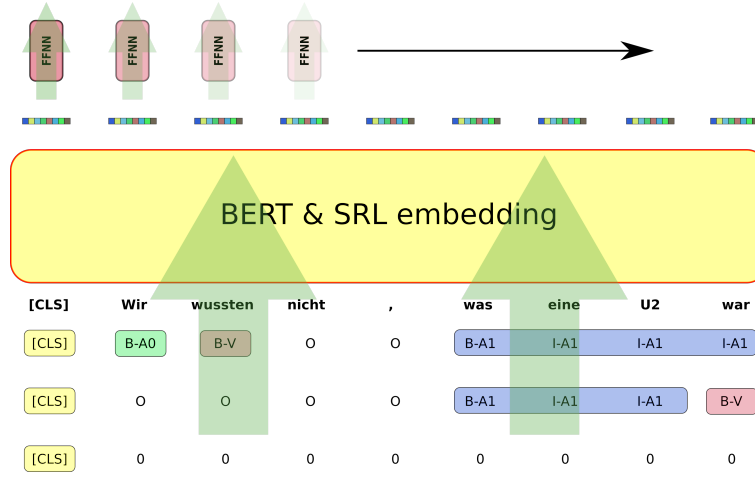 FFNN FFNN FFNN FFNN
BERT & SRL embedding
[CLS] Wir wussten nicht , was eine U2 war
[CLS] B-A0 B-V O O B-A1 I-A1 I-A1 I-A1
[CLS] O O O O B-A1 I-A1 I-A1 B-V
[CLS] 0 0 0 0 0 0 0 0